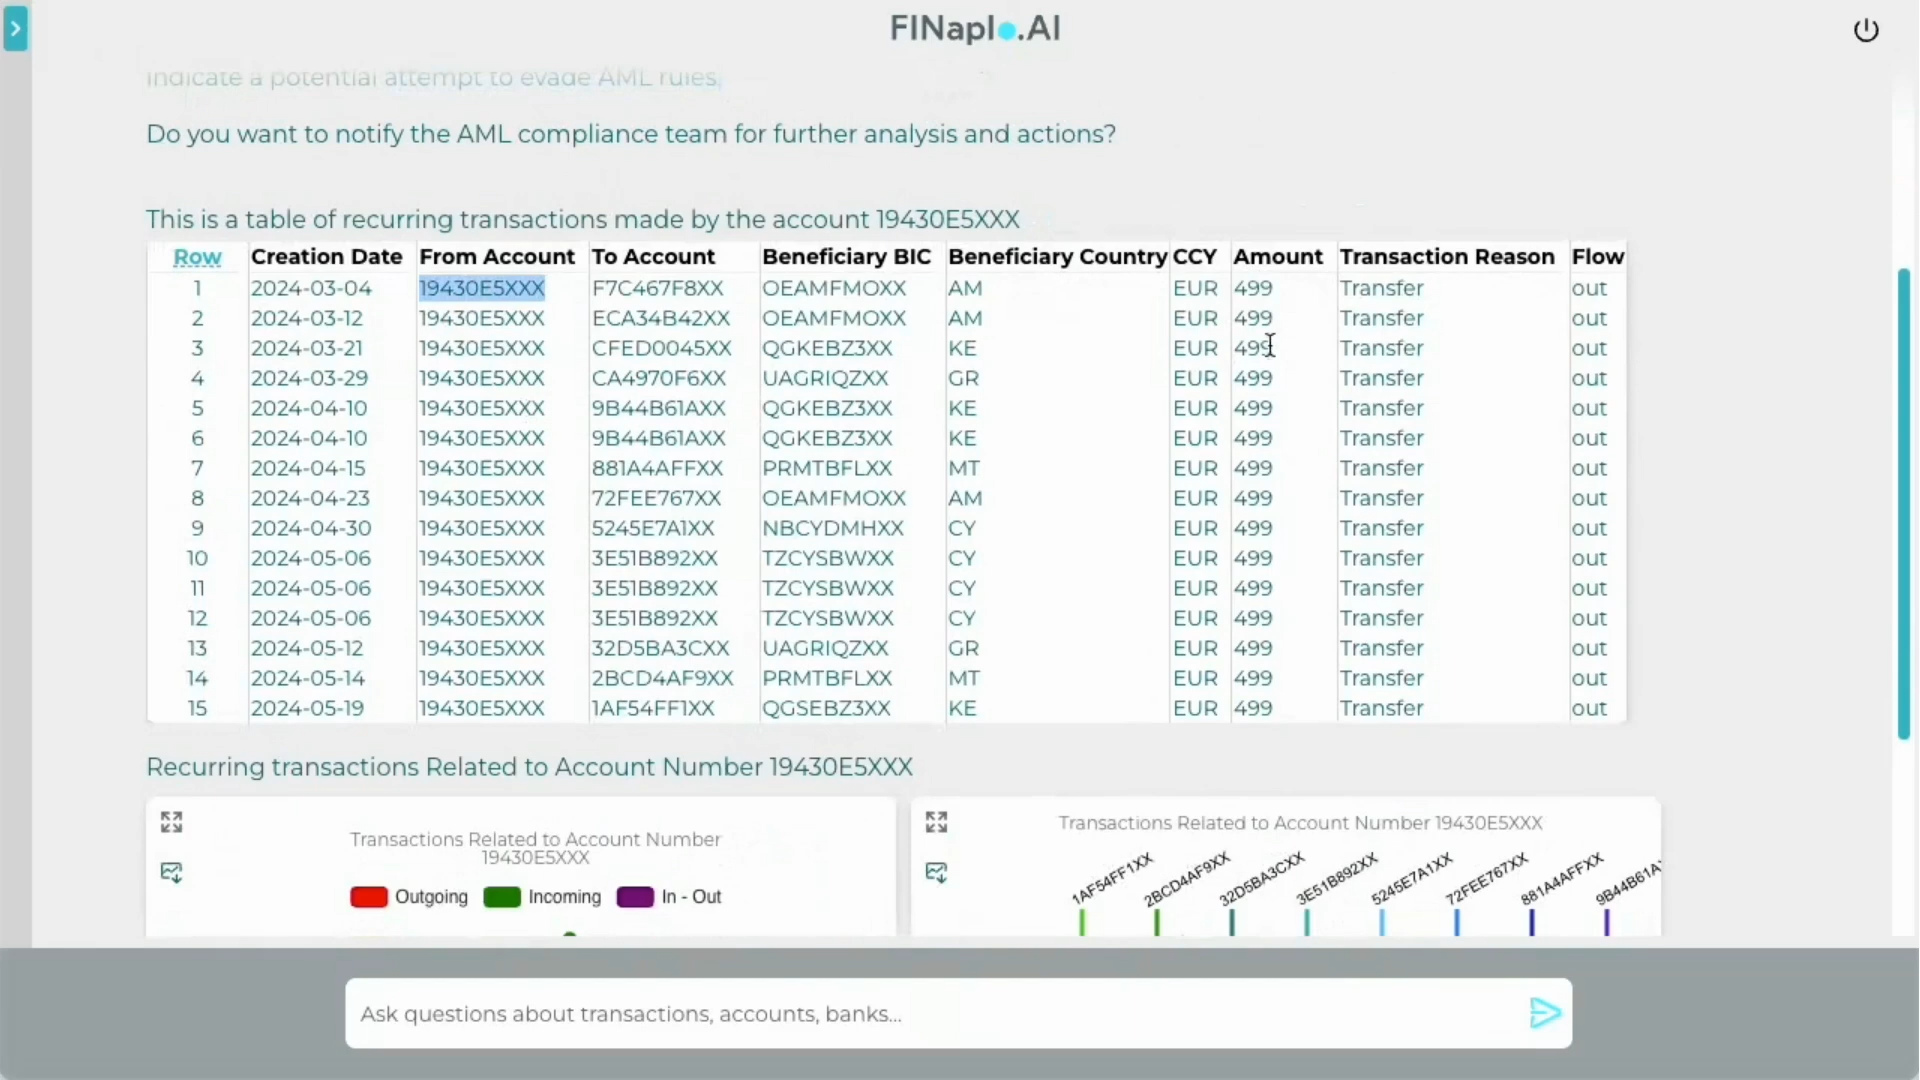 FINaplo.AI
indicate a potential attempt to evade AML rules.
Do you want to notify the AML compliance team for further analysis and actions?
This is a table of recurring transactions made by the account 19430E5XXX
Row Creation Date From Account To Account Beneficiary BIC Beneficiary Country CCY Amount Transaction Reason Flow
1 2024-03-04 19430E5XXX F7C467F8XX OEAMFMOXX AM EUR 499 Transfer out
2 2024-03-12 19430E5XXX ECA34B42XX OEAMFMOXX AM EUR 499 Transfer out
3 2024-03-21 19430E5XXX CFED0045XX QGKEBZ3XX KE EUR 499 Transfer out
4 2024-03-29 19430E5XXX CA4970F6XX UAGRIQZXX GR EUR 499 Transfer out
5 2024-04-10 19430E5XXX 9B44B61AXX QGKEBZ3XX KE EUR 499 Transfer out
6 2024-04-10 19430E5XXX 9B44B61AXX QGKEBZ3XX KE EUR 499 Transfer out
7 2024-04-15 19430E5XXX 881A4AFFXX PRMTBFLXX MT EUR 499 Transfer out
8 2024-04-23 19430E5XXX 72FEE767XX OEAMFMOXX AM EUR 499 Transfer out
9 2024-04-30 19430E5XXX 5245E7A1XX NBCYDMHXX CY EUR 499 Transfer out
10 2024-05-06 19430E5XXX 3E51B892XX TZCYSBWXX CY EUR 499 Transfer out
11 2024-05-06 19430E5XXX 3E51B892XX TZCYSBWXX CY EUR 499 Transfer out
12 2024-05-06 19430E5XXX 3E51B892XX TZCYSBWXX CY EUR 499 Transfer out
13 2024-05-12 19430E5XXX 32D5BA3CXX UAGRIQZXX GR EUR 499 Transfer out
14 2024-05-14 19430E5XXX 2BCD4AF9XX PRMTBFLXX MT EUR 499 Transfer out
15 2024-05-19 19430E5XXX 1AF54FF1XX QGSEBZ3XX KE EUR 499 Transfer out
Recurring transactions Related to Account Number 19430E5XXX
Transactions Related to Account Number
19430E5XXX
Outgoing Incoming In - Out
Transactions Related to Account Number 19430E5XXX
1AF54FF1XX 2BCD4AF9XX 32D5BA3CXX 3E51B892XX 5245E7A1XX 72FEE767XX 881A4AFFXX 9B44B61A
Ask questions about transactions, accounts, banks...